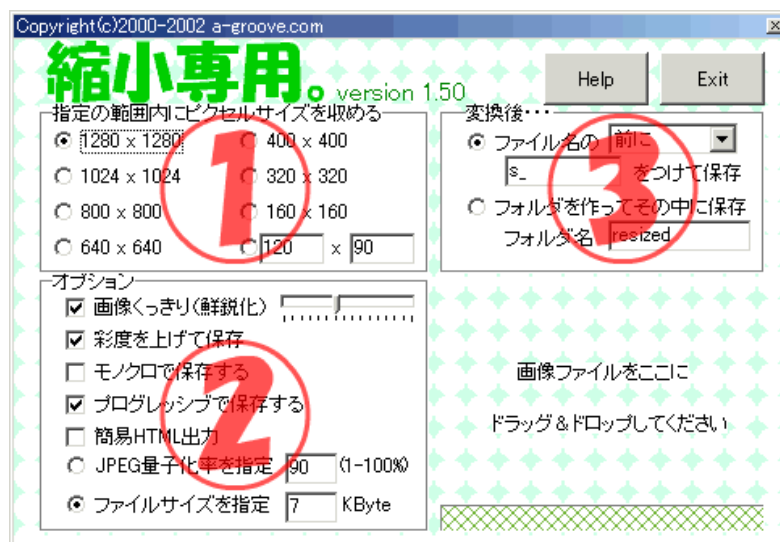 Copyright(c)2000-2002 a-groove.com
縮小専用。version 1.50
Help
Exit
指定の範囲内にピクセルサイズを収める
1280 x 1280
400 x 400
1024 x 1024
320 x 320
800 x 800
160 x 160
640 x 640
120 x 90
1
変換後・・・
ファイル名の 前に
s_ をつけて保存
フォルダを作ってその中に保存
フォルダ名 resized
3
オプション
画像くっきり(鮮鋭化)
彩度を上げて保存
モノクロで保存する
プログレッシブで保存する
簡易HTML出力
JPEG量子化率を指定 90 (1-100%)
ファイルサイズを指定 7 KByte
2
画像ファイルをここに
ドラッグ&ドロップしてください